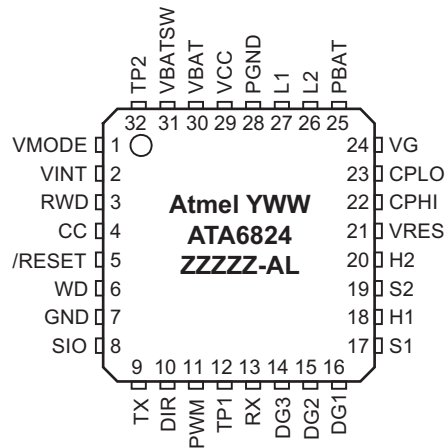 TP2
VBATSW
VBAT
VCC
PGND
L1
L2
PBAT
32 31 30 29 28 27 26 25
VMODE 1
VINT 2
RWD 3
CC 4
/RESET 5
WD 6
GND 7
SIO 8
Atmel YWW
ATA6824
ZZZZZ-AL
24 VG
23 CPLO
22 CPHI
21 VRES
20 H2
19 S2
18 H1
17 S1
9 10 11 12 13 14 15 16
TX
DIR
PWM
TP1
RX
DG3
DG2
DG1